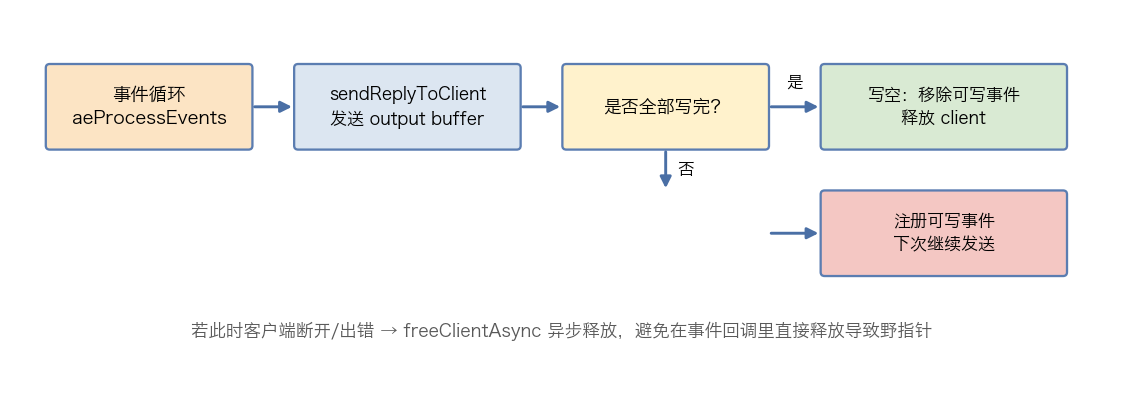 事件循环
aeProcessEvents
sendReplyToClient
发送 output buffer
是否全部写完?
是
写空：移除可写事件
释放 client
否
注册可写事件
下次继续发送
若此时客户端断开/出错 → freeClientAsync 异步释放，避免在事件回调里直接释放导致野指针